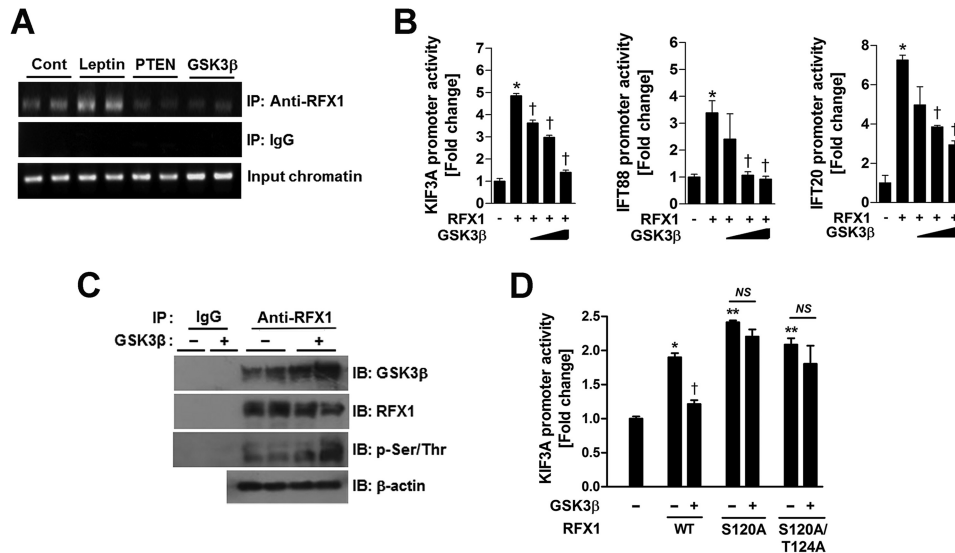 A
Cont Leptin PTEN GSK3β
IP: Anti-RFX1
IP: IgG
Input chromatin
B
KIF3A promoter activity
[Fold change]
7
6
5
4
3
2
1
0
*
†
†
†
RFX1 - + + + +
GSK3β
IFT88 promoter activity
[Fold change]
6
5
4
3
2
1
0
*
†
†
- + + + +
IFT20 promoter activity
[Fold change]
8
6
4
2
0
*
†
†
RFX1 - + + + +
GSK3β
RFX1
GSK3β
C
IP: IgG Anti-RFX1
GSK3β: − + − +
IB: GSK3β
IB: RFX1
IB: p-Ser/Thr
IB: β-actin
D
KIF3A promoter activity
[Fold change]
2.5
2.0
1.5
1.0
0.5
0.0
*
†
**
NS
**
NS
GSK3β − − + − + − +
RFX1 WT S120A S120A/
T124A